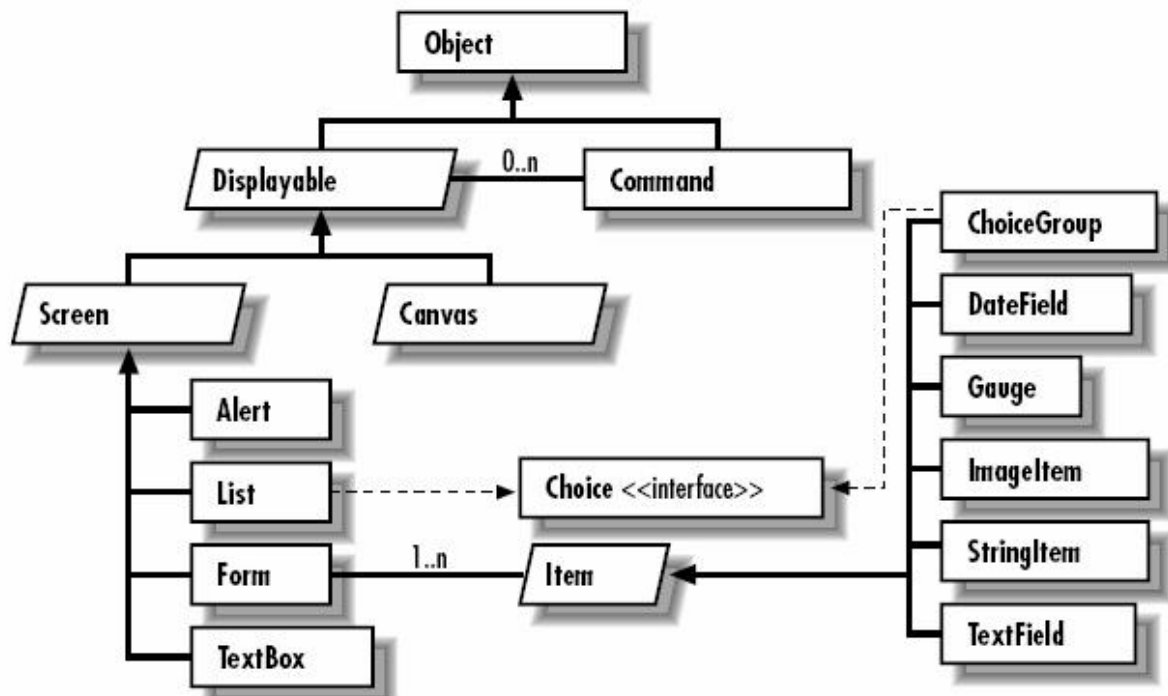 Object
Displayable
0..n
Command
ChoiceGroup
Screen
Canvas
DateField
Gauge
Alert
ImageItem
List
Choice <<interface>>
StringItem
Form
1..n
Item
TextField
TextBox